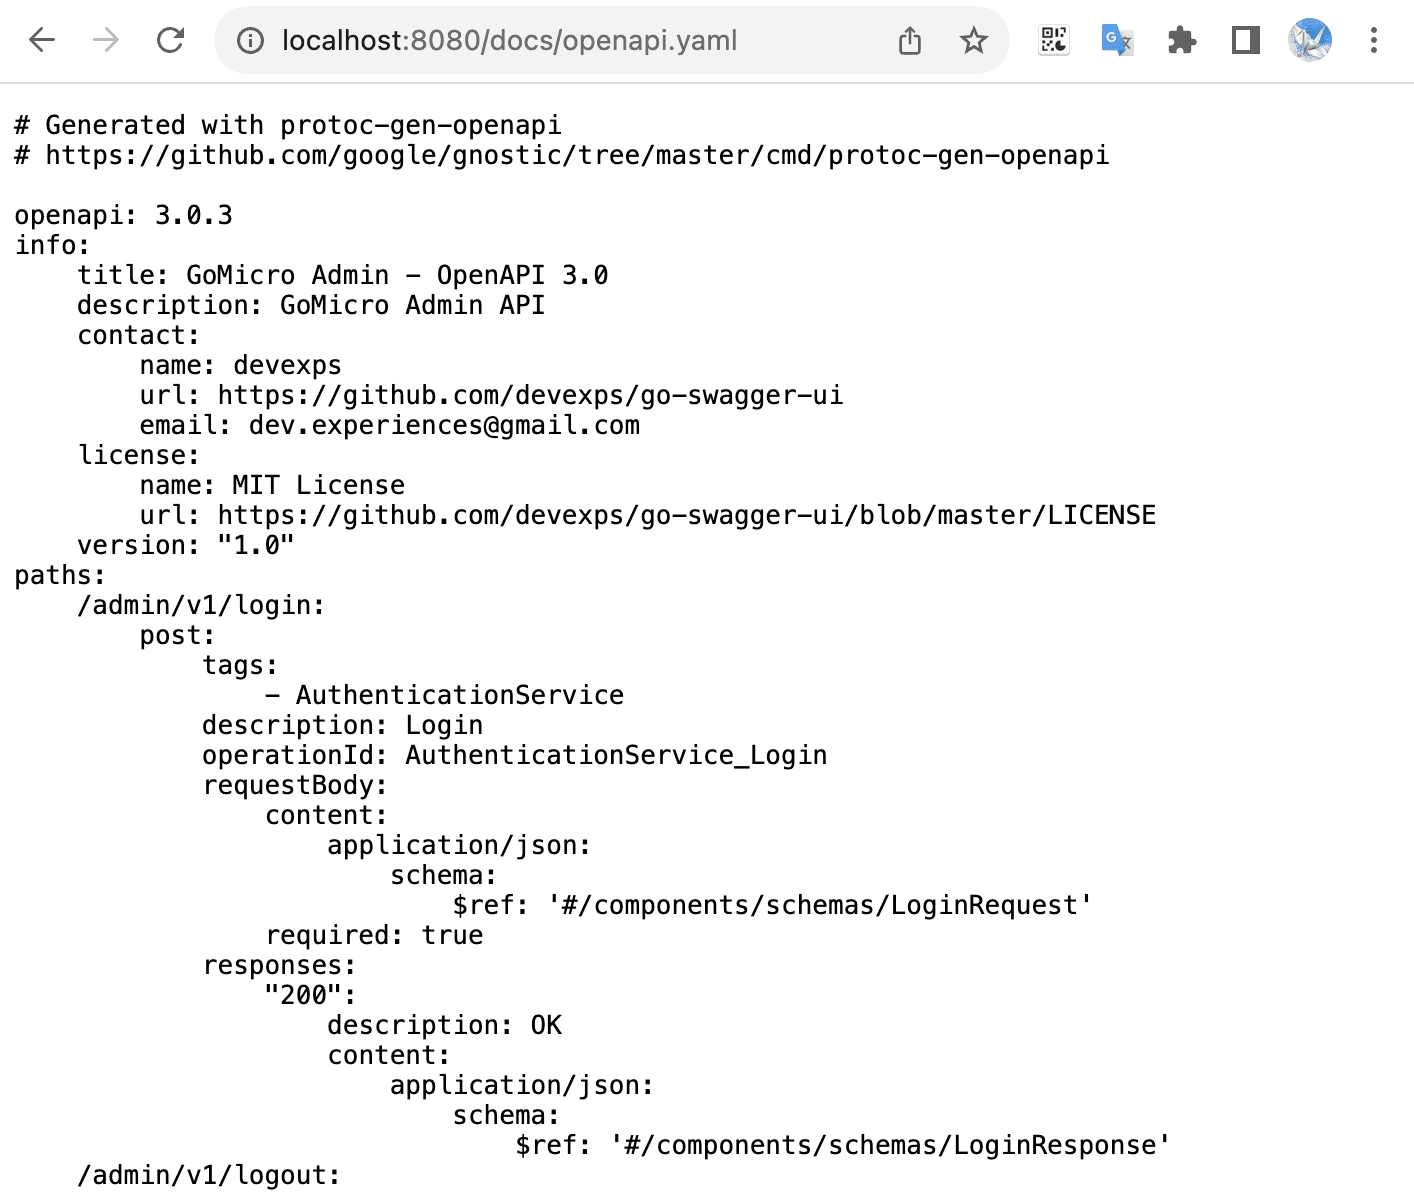 localhost:8080/docs/openapi.yaml
# Generated with protoc-gen-openapi
# https://github.com/google/gnostic/tree/master/cmd/protoc-gen-openapi
openapi: 3.0.3
info:
    title: GoMicro Admin – OpenAPI 3.0
    description: GoMicro Admin API
    contact:
        name: devexps
        url: https://github.com/devexps/go-swagger-ui
        email: dev.experiences@gmail.com
    license:
        name: MIT License
        url: https://github.com/devexps/go-swagger-ui/blob/master/LICENSE
    version: "1.0"
paths:
    /admin/v1/login:
        post:
            tags:
                - AuthenticationService
            description: Login
            operationId: AuthenticationService_Login
            requestBody:
                content:
                    application/json:
                        schema:
                            $ref: '#/components/schemas/LoginRequest'
                required: true
            responses:
                "200":
                    description: OK
                    content:
                        application/json:
                            schema:
                                $ref: '#/components/schemas/LoginResponse'
    /admin/v1/logout: